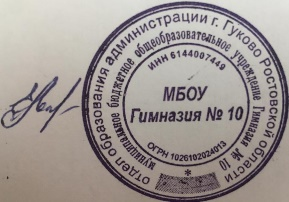 отдел образования администрации г. Гуково Ростовской области
муниципальное бюджетное общеобразовательное учреждение Гимназия № 10
ИНН 6144007449
МБОУ
Гимназия № 10
ОГРН 1026102024013
*